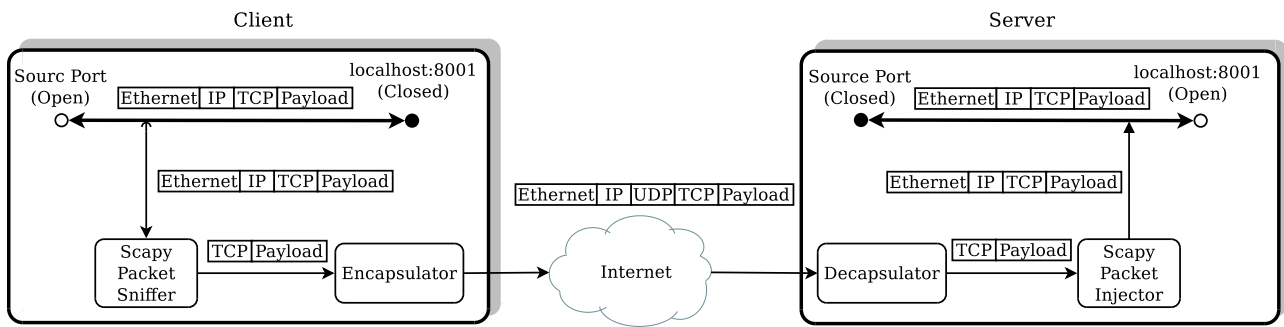 Client
Server
Sourc Port
(Open)
localhost:8001
(Closed)
Ethernet IP TCP Payload
Ethernet IP TCP Payload
Scapy
Packet
Sniffer
TCP Payload
Encapsulator
Ethernet IP UDP TCP Payload
Internet
Source Port
(Closed)
localhost:8001
(Open)
Ethernet IP TCP Payload
Ethernet IP TCP Payload
Decapsulator
TCP Payload
Scapy
Packet
Injector